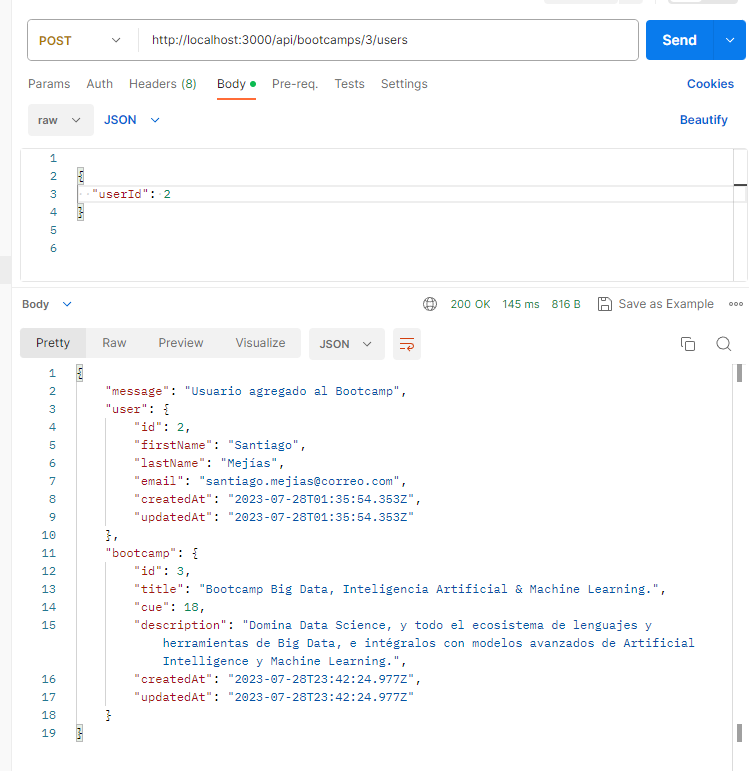 POST http://localhost:3000/api/bootcamps/3/users Send
Params Auth Headers (8) Body Pre-req. Tests Settings Cookies
raw JSON Beautify
1
2 {
3 "userId": 2
4 }
5
6
Body 200 OK 145 ms 816 B Save as Example
Pretty Raw Preview Visualize JSON
1 {
2 "message": "Usuario agregado al Bootcamp",
3 "user": {
4 "id": 2,
5 "firstName": "Santiago",
6 "lastName": "Mejías",
7 "email": "santiago.mejias@correo.com",
8 "createdAt": "2023-07-28T01:35:54.353Z",
9 "updatedAt": "2023-07-28T01:35:54.353Z"
10 },
11 "bootcamp": {
12 "id": 3,
13 "title": "Bootcamp Big Data, Inteligencia Artificial & Machine Learning.",
14 "cue": 18,
15 "description": "Domina Data Science, y todo el ecosistema de lenguajes y
herramientas de Big Data, e intégralos con modelos avanzados de Artificial
Intelligence y Machine Learning.",
16 "createdAt": "2023-07-28T23:42:24.977Z",
17 "updatedAt": "2023-07-28T23:42:24.977Z"
18 }
19 }